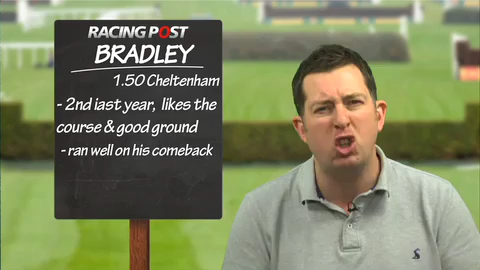 RACING POST
BRADLEY
1.50 Cheltenham
- 2nd last year, likes the
course & good ground
- ran well on his comeback